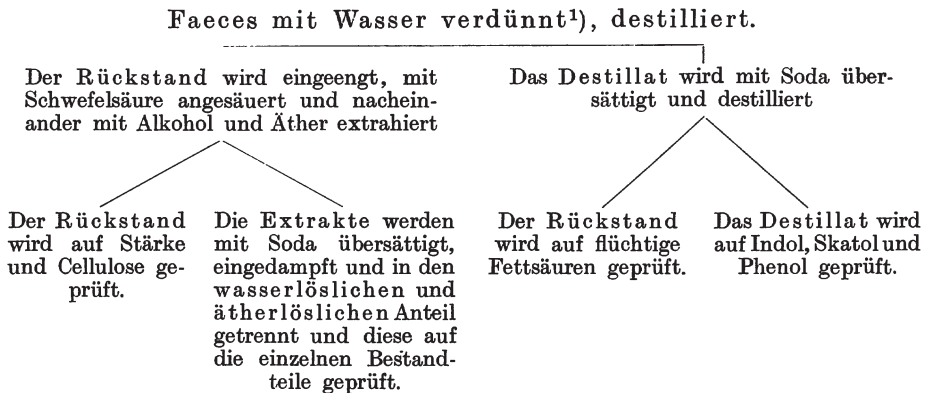 Faeces mit Wasser verdünnt¹), destilliert.
Der Rückstand wird eingeengt, mit
Schwefelsäure angesäuert und nachein-
ander mit Alkohol und Äther extrahiert
Das Destillat wird mit Soda über-
sättigt und destilliert
Der Rückstand
wird auf Stärke
und Cellulose ge-
prüft.
Die Extrakte werden
mit Soda übersättigt,
eingedampft und in den
wasserlöslichen und
ätherlöslichen Anteil
getrennt und diese auf
die einzelnen Bestand-
teile geprüft.
Der Rückstand
wird auf flüchtige
Fettsäuren geprüft.
Das Destillat wird
auf Indol, Skatol und
Phenol geprüft.